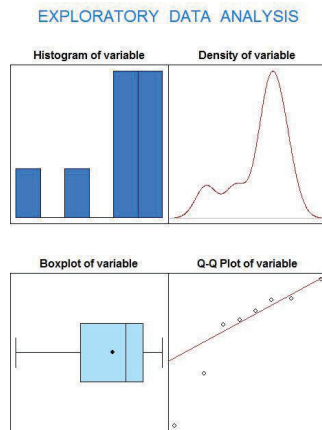 EXPLORATORY DATA ANALYSIS
Histogram of variable
Density of variable
Boxplot of variable
Q-Q Plot of variable